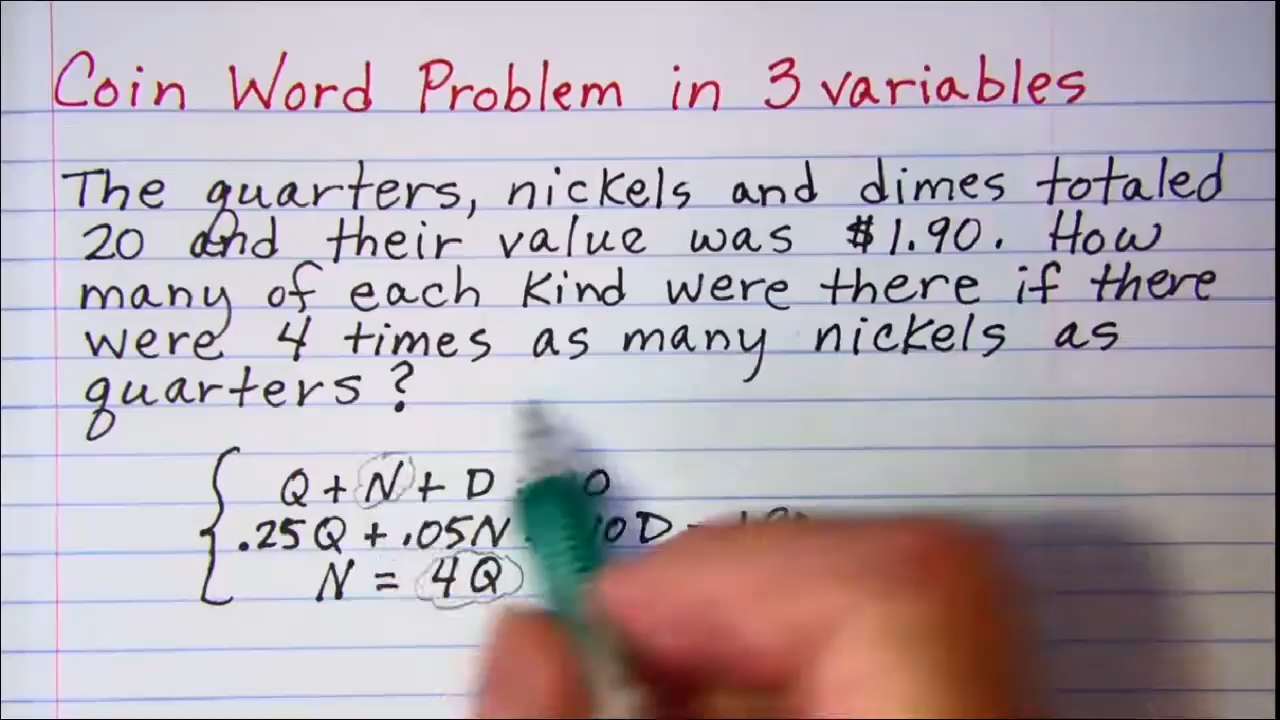 Coin Word Problem in 3 variables
The quarters, nickels and dimes totaled
20 and their value was $1.90. How
many of each kind were there if there
were 4 times as many nickels as
quarters?
Q + N + D 0
.25Q + .05N 10D
N = 4Q